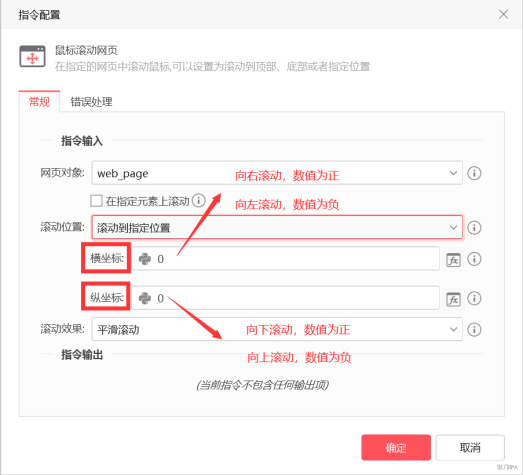 指令配置
鼠标滚动网页
在指定的网页中滚动鼠标,可以设置为滚动到顶部、底部或者指定位置
常规 错误处理
指令输入
网页对象: web_page
向右滚动，数值为正
在指定元素上滚动
向左滚动，数值为负
滚动位置: 滚动到指定位置
横坐标: 0 fx
纵坐标: 0 fx
滚动效果: 平滑滚动
向下滚动，数值为正
指令输出
向上滚动，数值为负
(当前指令不包含任何输出项)
确定 取消
影刀RPA